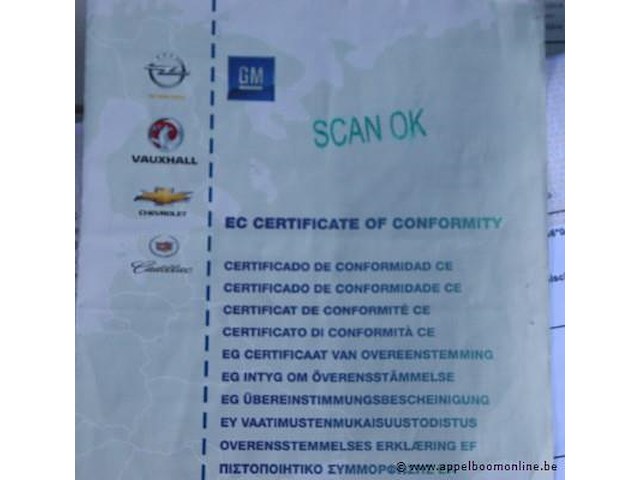 GM
SCAN OK
VAUXHALL
CHEVROLET
Cadillac
EC CERTIFICATE OF CONFORMITY
CERTIFICADO DE CONFORMIDAD CE
CERTIFICADO DE CONFORMIDADE CE
CERTIFICAT DE CONFORMITÉ CE
CERTIFICATO DI CONFORMITÀ CE
EG CERTIFICAAT VAN OVEREENSTEMMING
EG INTYG OM ÖVERENSSTÄMMELSE
EG ÜBEREINSTIMMUNGSBESCHEINIGUNG
EY VAATIMUSTENMUKAISUUSTODISTUS
OVERENSSTEMMELSES ERKLÆRING EF
ΠΙΣΤΟΠΟΙΗΤΙΚΟ ΣΥΜΜΟΡΦΩΣΗΣ ΕΚ
© www.appelboomonline.be